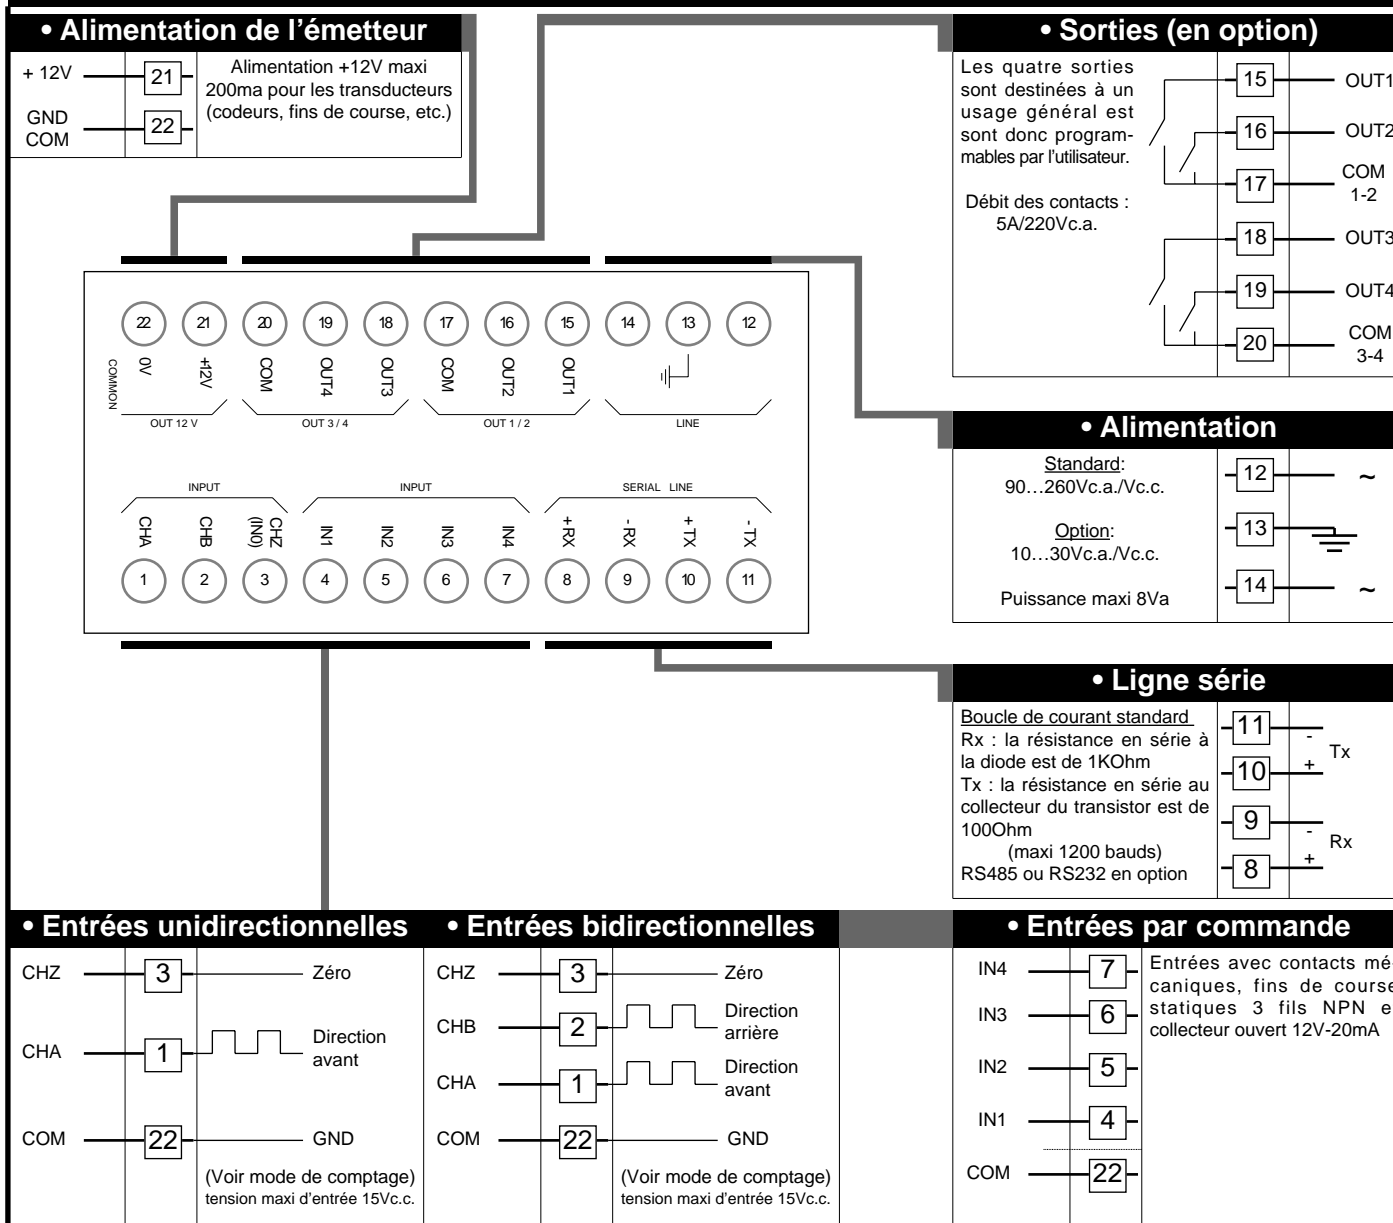 • Alimentation de l’émetteur
+ 12V
21
GND
COM
22
Alimentation +12V maxi
200ma pour les transducteurs
(codeurs, fins de course, etc.)
• Sorties (en option)
Les quatre sorties
sont destinées à un
usage général est
sont donc program-
mables par l’utilisateur.
Débit des contacts :
5A/220Vc.a.
15 OUT1
16 OUT2
17 COM
1-2
18 OUT3
19 OUT4
20 COM
3-4
22 21 20 19 18 17 16 15 14 13 12
COMMON 0V +12V COM OUT4 OUT3 COM OUT2 OUT1
OUT 12 V OUT 3 / 4 OUT 1 / 2 LINE
INPUT INPUT SERIAL LINE
CHA CHB CHZ (IN0) IN1 IN2 IN3 IN4 +RX -RX +TX -TX
1 2 3 4 5 6 7 8 9 10 11
• Alimentation
Standard:
90…260Vc.a./Vc.c.
Option:
10…30Vc.a./Vc.c.
Puissance maxi 8Va
12 ~
13
14 ~
• Ligne série
Boucle de courant standard
Rx : la résistance en série à
la diode est de 1KOhm
Tx : la résistance en série au
collecteur du transistor est de
100Ohm
(maxi 1200 bauds)
RS485 ou RS232 en option
11 -
Tx
10 +
9 -
Rx
8 +
• Entrées unidirectionnelles
CHZ 3 Zéro
CHA 1 Direction
avant
COM 22 GND
(Voir mode de comptage)
tension maxi d’entrée 15Vc.c.
• Entrées bidirectionnelles
CHZ 3 Zéro
CHB 2 Direction
arrière
CHA 1 Direction
avant
COM 22 GND
(Voir mode de comptage)
tension maxi d’entrée 15Vc.c.
• Entrées par commande
IN4 7
IN3 6
IN2 5
IN1 4
COM 22
Entrées avec contacts mé-
caniques, fins de course
statiques 3 fils NPN e
collecteur ouvert 12V-20mA